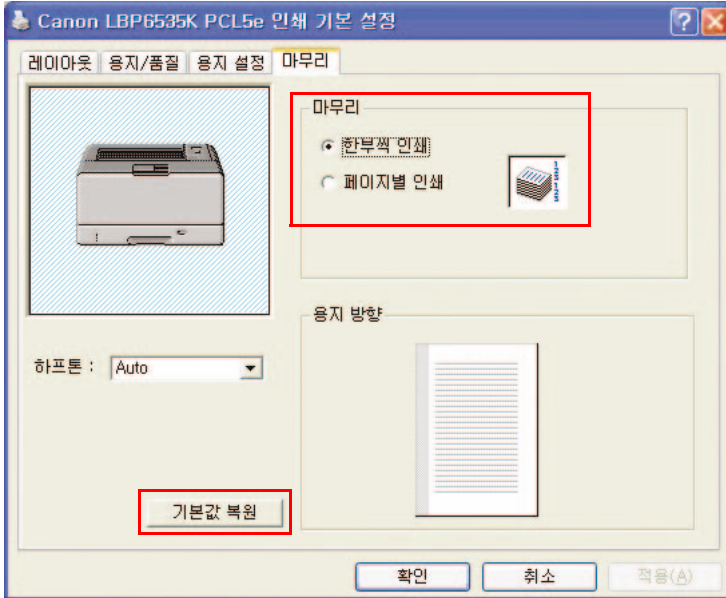 Canon LBP6535K PCL5e 인쇄 기본 설정
레이아웃 용지/품질 용지 설정 마무리
마무리
한부씩 인쇄
페이지별 인쇄
123123
용지 방향
하프톤 : Auto
기본값 복원
확인 취소 적용(A)